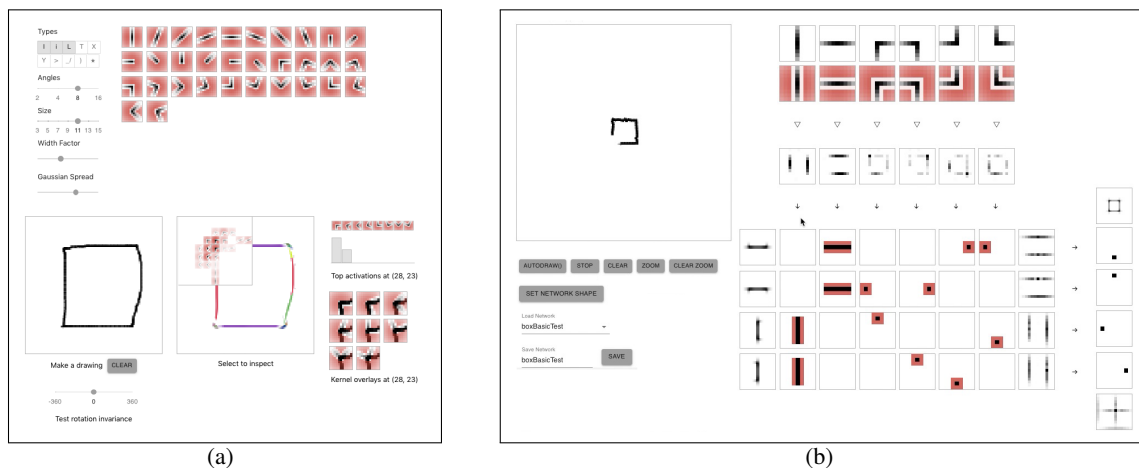 Types
I i L T X
Y > _/ | •
Angles
2 4 8 16
Size
3 5 7 9 11 13 15
Width Factor
Gaussian Spread
Top activations at (28, 23)
Make a drawing CLEAR
Select to inspect
Kernel overlays at (28, 23)
-360 0 360
Test rotation invariance
(a)
AUTODRAW() STOP CLEAR ZOOM CLEAR ZOOM
SET NETWORK SHAPE
Load Network
boxBasicTest
Save Network
boxBasicTest SAVE
(b)